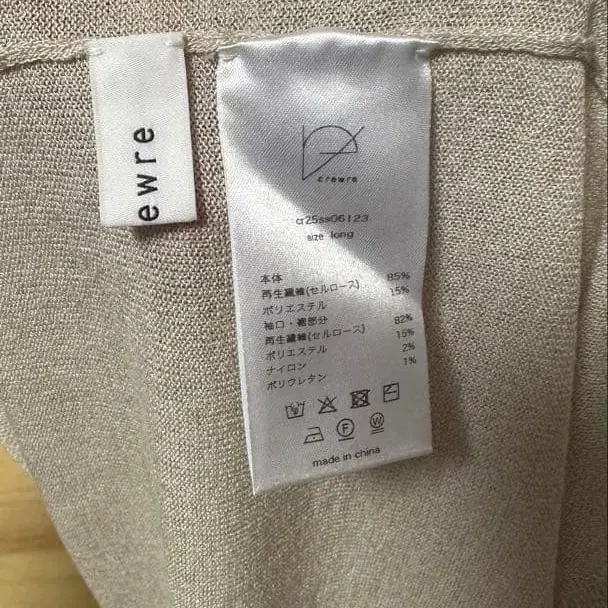 ewre
crewre
cr25ss06123
size long
本体
再生繊維(セルロース) 85%
ポリエステル 15%
袖口・裾部分
再生繊維(セルロース) 82%
ポリエステル 15%
ナイロン 2%
ポリウレタン 1%
F
W
made in china